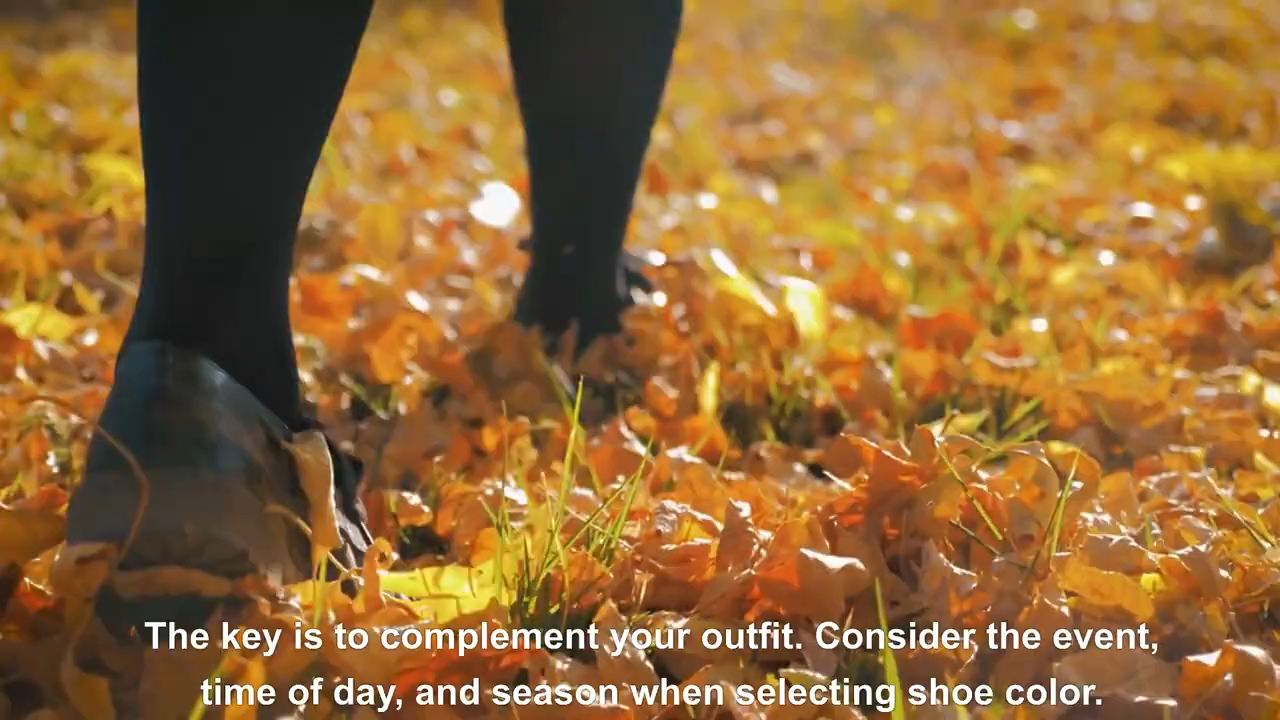 The key is to complement your outfit. Consider the event,
time of day, and season when selecting shoe color.